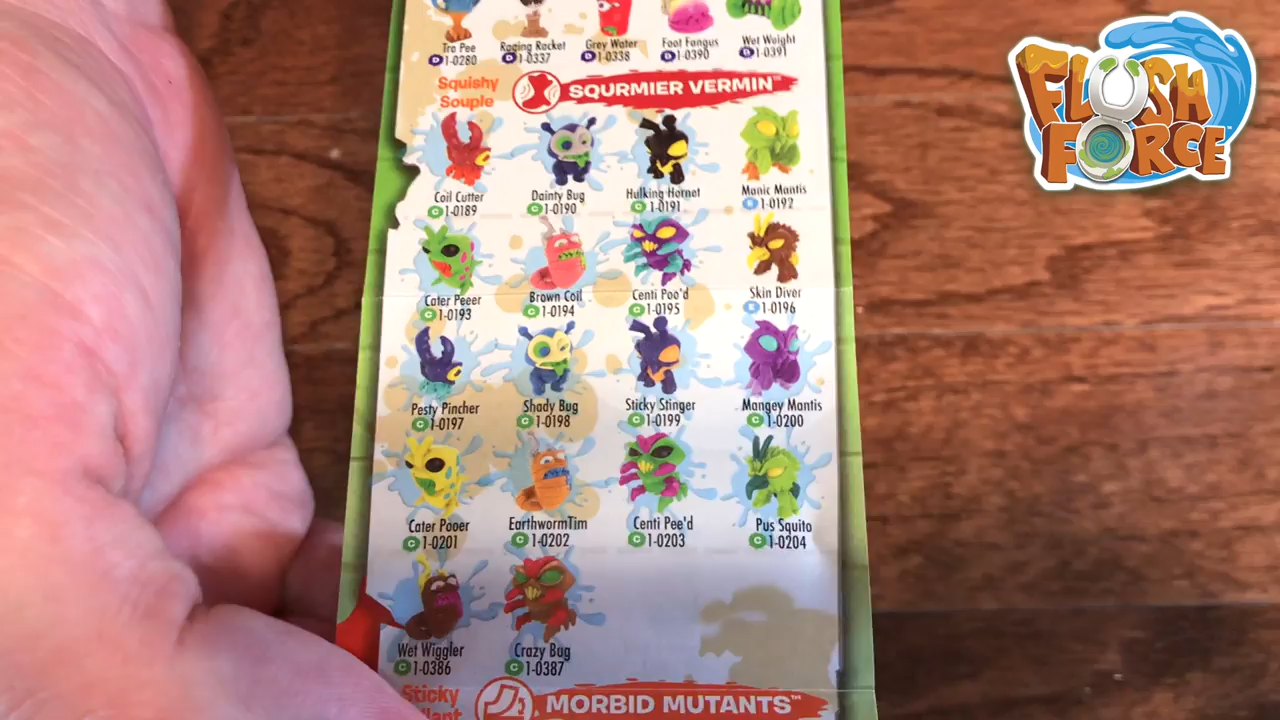 Tra Pee
D 1-0280
Raging Racket
D 1-0337
Grey Water
D 1-0338
Foot Fungus
D 1-0390
Wet Weight
D 1-0391
FLUSH
FORCE™
Squishy
Souple
SQURMIER VERMIN™
Coil Cutter
C 1-0189
Dainty Bug
C 1-0190
Hulking Hornet
C 1-0191
Manic Mantis
E 1-0192
Cater Peeer
C 1-0193
Brown Coil
C 1-0194
Centi Poo'd
C 1-0195
Skin Diver
E 1-0196
Pesty Pincher
C 1-0197
Shady Bug
C 1-0198
Sticky Stinger
C 1-0199
Mangey Mantis
C 1-0200
Cater Pooer
C 1-0201
EarthwormTim
C 1-0202
Centi Pee'd
C 1-0203
Pus Squito
C 1-0204
Wet Wiggler
C 1-0386
Crazy Bug
C 1-0387
Sticky
MORBID MUTANTS™